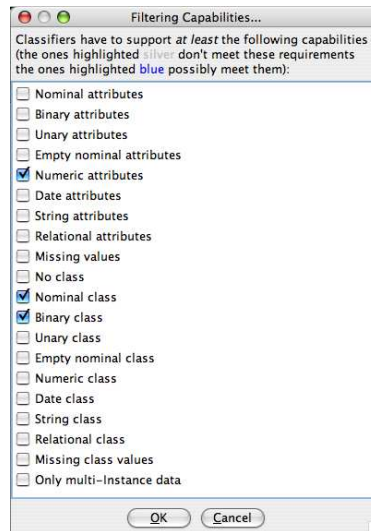 Filtering Capabilities...
Classifiers have to support at least the following capabilities
(the ones highlighted silver don't meet these requirements
the ones highlighted blue possibly meet them):
Nominal attributes
Binary attributes
Unary attributes
Empty nominal attributes
Numeric attributes
Date attributes
String attributes
Relational attributes
Missing values
No class
Nominal class
Binary class
Unary class
Empty nominal class
Numeric class
Date class
String class
Relational class
Missing class values
Only multi-Instance data
OK Cancel